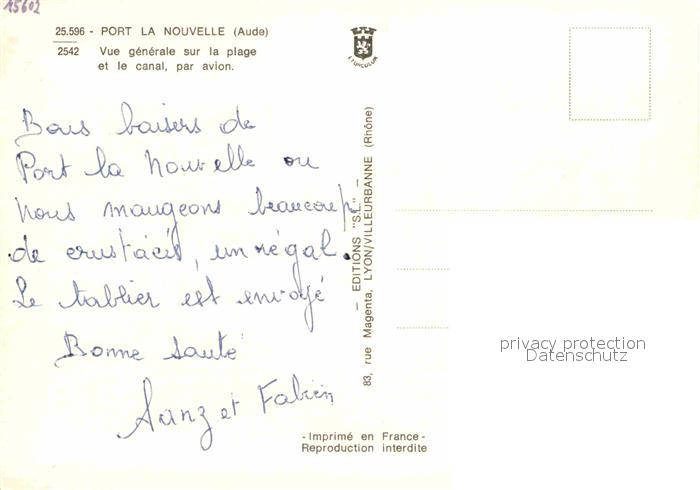 15602
25.596 - PORT LA NOUVELLE (Aude)
2542 Vue générale sur la plage
et le canal, par avion.
LYONCOLOR
Bons baisers de
Port la Nouvelle ou
nous mangeons beaucoup
de crustacés, un régal.
Le tablier est envoyé
Bonne santé
et Fabien
- EDITIONS "S.L." -
83, rue Magenta, LYON/VILLEURBANNE (Rhône)
- Imprimé en France -
Reproduction interdite
privacy protection
Datenschutz